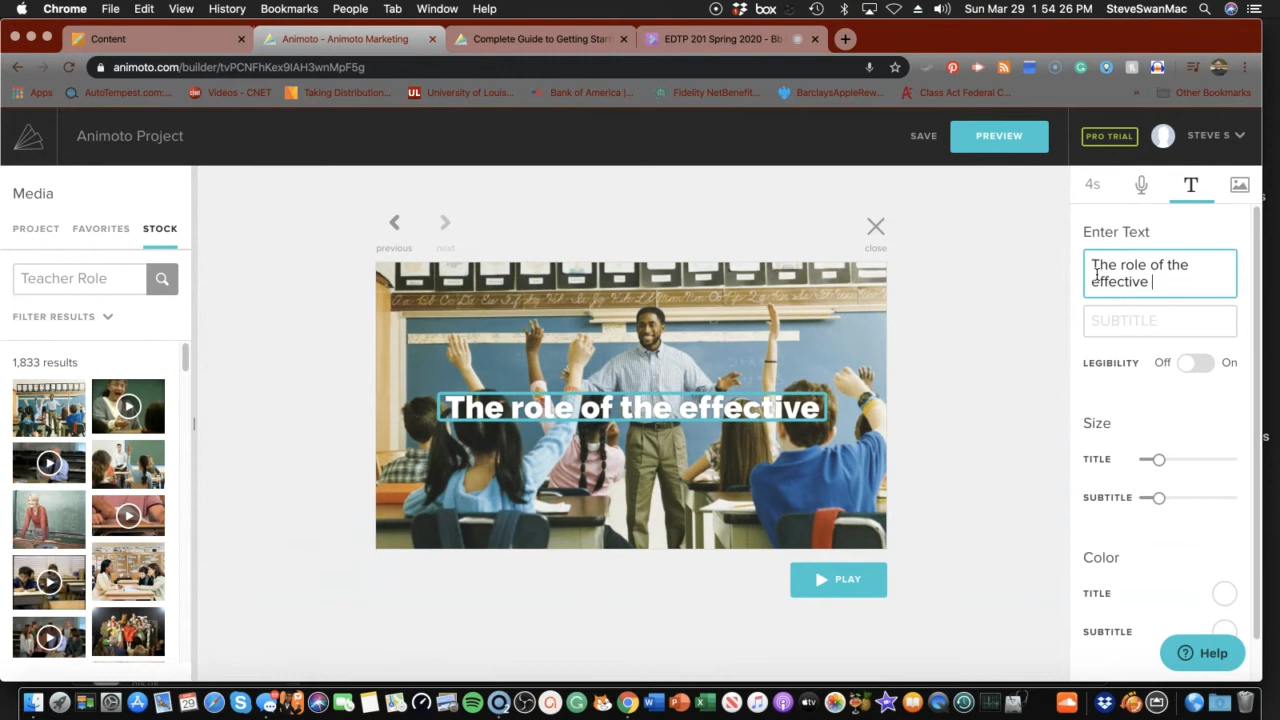 Chrome File Edit View History Bookmarks People Tab Window Help box Sun Mar 29 1:54:26 PM SteveSwanMac
Content Animoto - Animoto Marketing Complete Guide to Getting Star EDTP 201 Spring 2020 - Bb
animoto.com/builder/tvPCNFhKex9IAH3wnMpF5g
Apps AutoTempest.com:... Videos - CNET Taking Distribution... University of Louis... Bank of America |... Fidelity NetBenefit... BarclaysAppleRew... Class Act Federal C... » Other Bookmarks
Animoto Project SAVE PREVIEW PRO TRIAL STEVE S
Media
PROJECT FAVORITES STOCK
Teacher Role
FILTER RESULTS
1,833 results
previous next close
The role of the effective
PLAY
4s T
Enter Text
The role of the
effective
SUBTITLE
LEGIBILITY Off On
Size
TITLE
SUBTITLE
Color
TITLE
SUBTITLE
Help